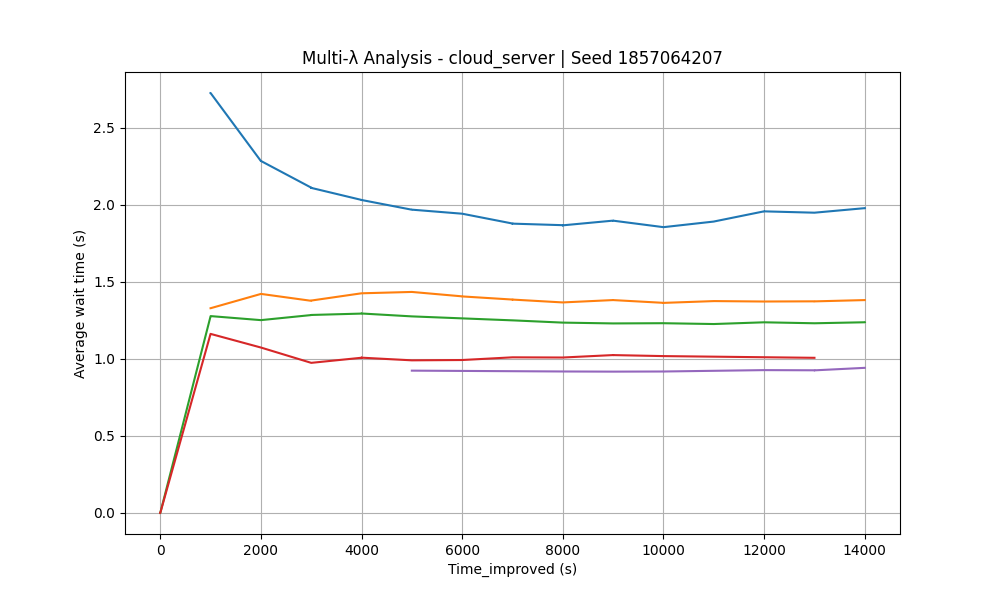 Multi-λ Analysis - cloud_server | Seed 1857064207
Average wait time (s)
2.5
2.0
1.5
1.0
0.5
0.0
0 2000 4000 6000 8000 10000 12000 14000
Time_improved (s)